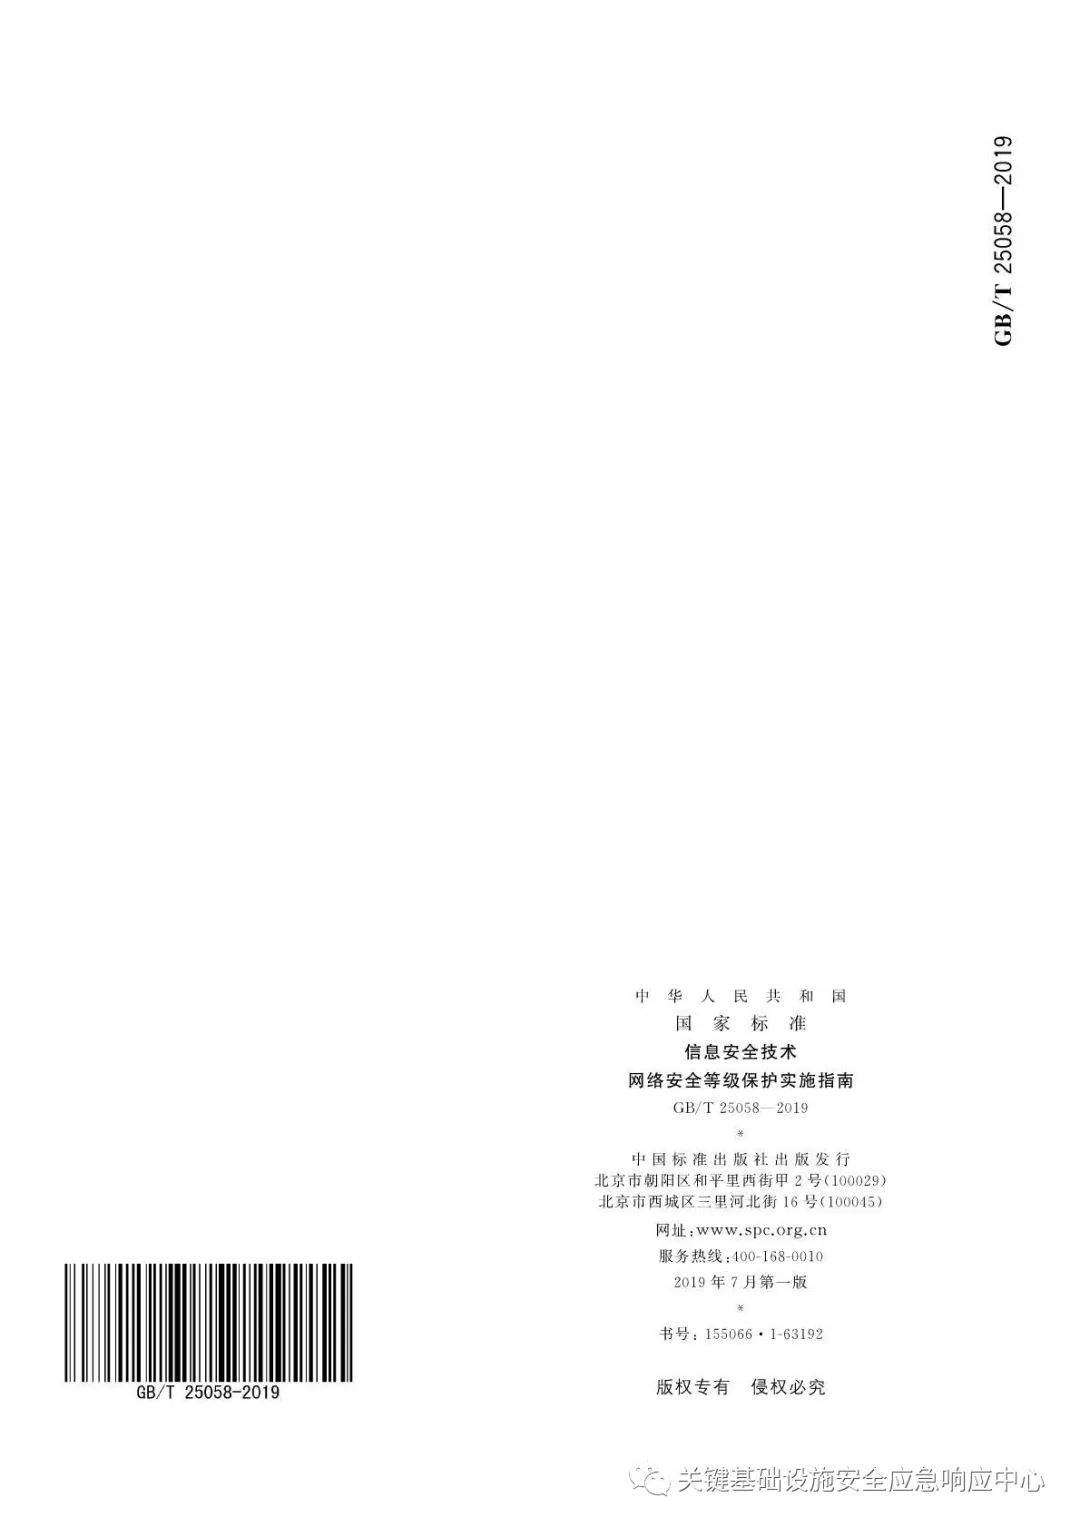 GB/T 25058—2019
中华人民共和国
国家标准
信息安全技术
网络安全等级保护实施指南
GB/T 25058—2019
*
中国标准出版社出版发行
北京市朝阳区和平里西街甲2号(100029)
北京市西城区三里河北街16号(100045)
网址:www.spc.org.cn
服务热线:400-168-0010
2019年7月第一版
*
书号: 155066·1-63192
版权专有 侵权必究
GB/T 25058-2019
关键基础设施安全应急响应中心